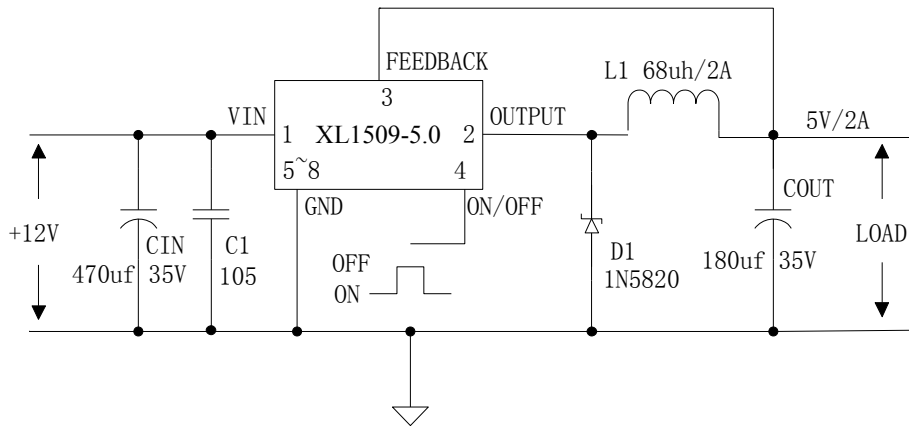 FEEDBACK
L1 68uh/2A
3
VIN
OUTPUT
5V/2A
1 XL1509-5.0 2
5~8
4
GND
ON/OFF
COUT
+12V
CIN
C1
470uf 35V
105
OFF
ON
D1
1N5820
180uf 35V
LOAD